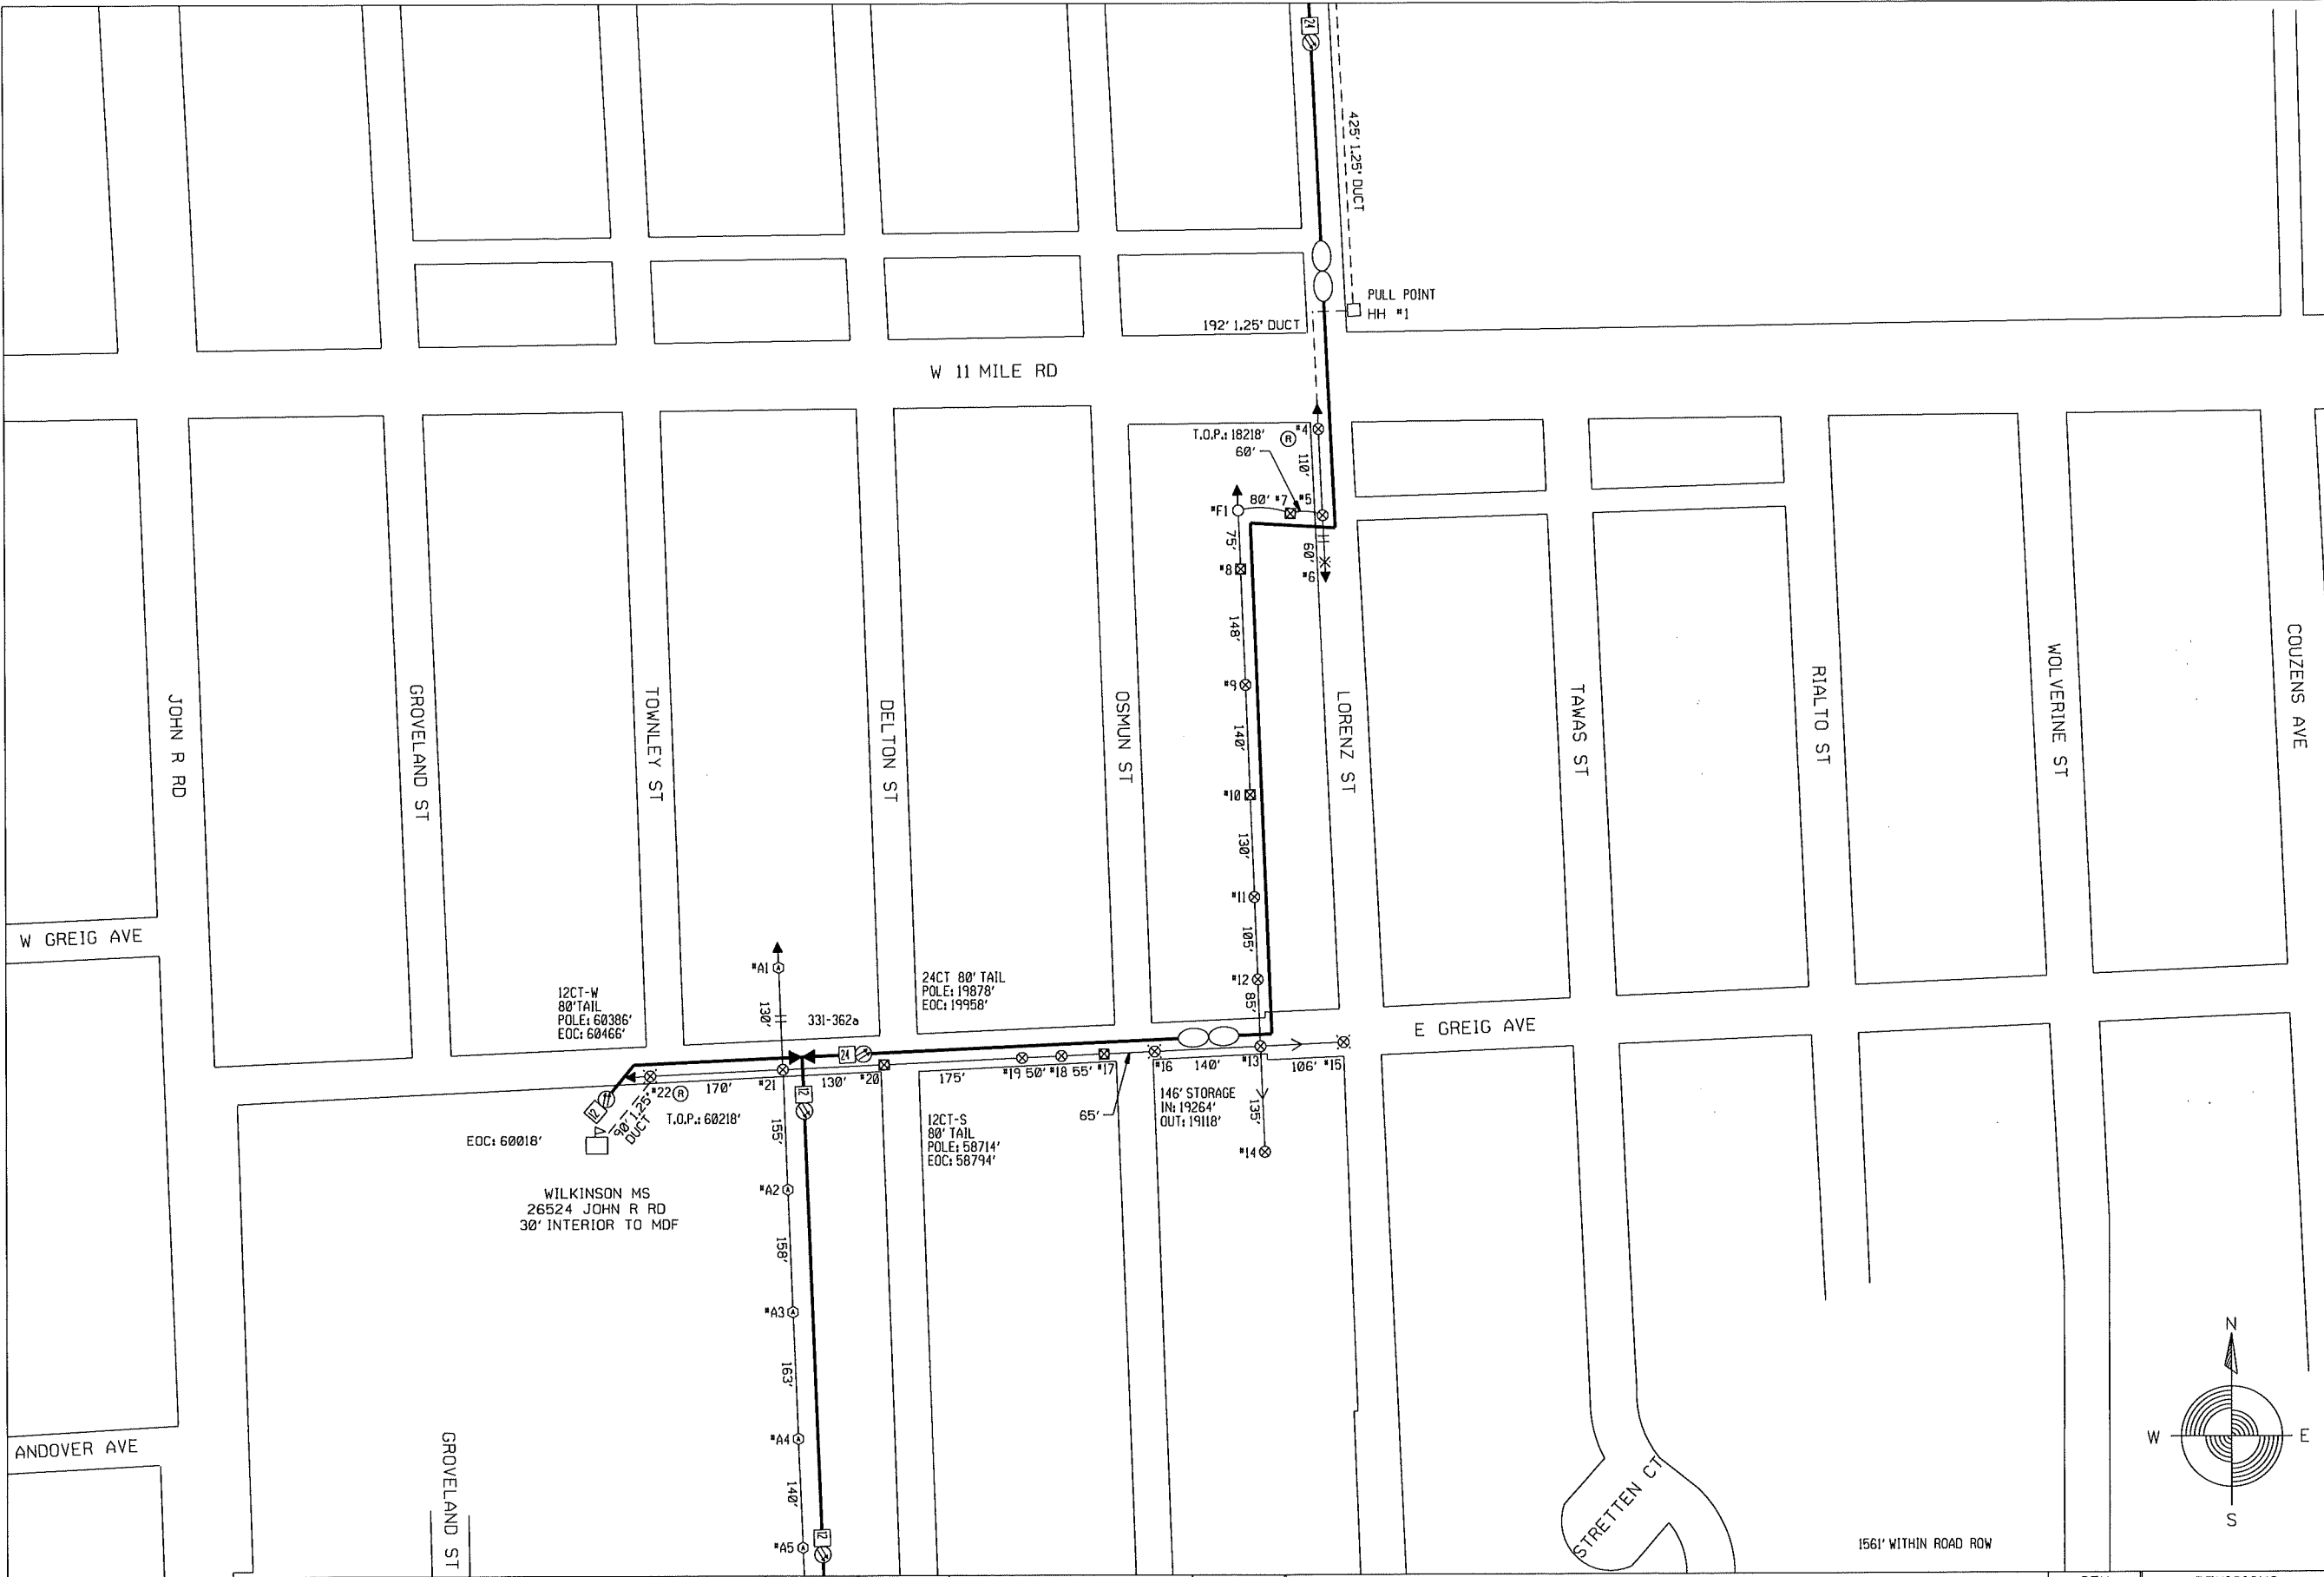 24
425' 1.25" DUCT
PULL POINT
HH #1
192' 1.25" DUCT
W 11 MILE RD
T.O.P.: 18218'
R
#4
60'
110'
#F1
80'
#7
#5
75'
60'
#6
#8
148'
#9
140'
#10
130'
#11
105'
#12
85'
JOHN R RD
GROVELAND ST
TOWNLEY ST
DELTON ST
OSMUN ST
LORENZ ST
TAWAS ST
RIALTO ST
WOLVERINE ST
COUZENS AVE
W GREIG AVE
E GREIG AVE
#A1
A
130'
331-362a
12CT-W
80'TAIL
POLE: 60386'
EOC: 60466'
24CT 80' TAIL
POLE: 19878'
EOC: 19958'
24
#22
R
170'
#21
130'
#20
175'
#19
50'
#18
55'
#17
#16
140'
#13
106'
#15
12
90' 1.25"
DUCT
T.O.P.: 60218'
EOC: 60018'
12
155'
12CT-S
80' TAIL
POLE: 58714'
EOC: 58794'
65'
146' STORAGE
IN: 19264'
OUT: 19118'
135'
#14
WILKINSON MS
26524 JOHN R RD
30' INTERIOR TO MDF
#A2
A
158'
#A3
A
163'
#A4
A
140'
#A5
A
12
ANDOVER AVE
GROVELAND ST
STRETTEN CT
N
W
E
S
1561' WITHIN ROAD ROW